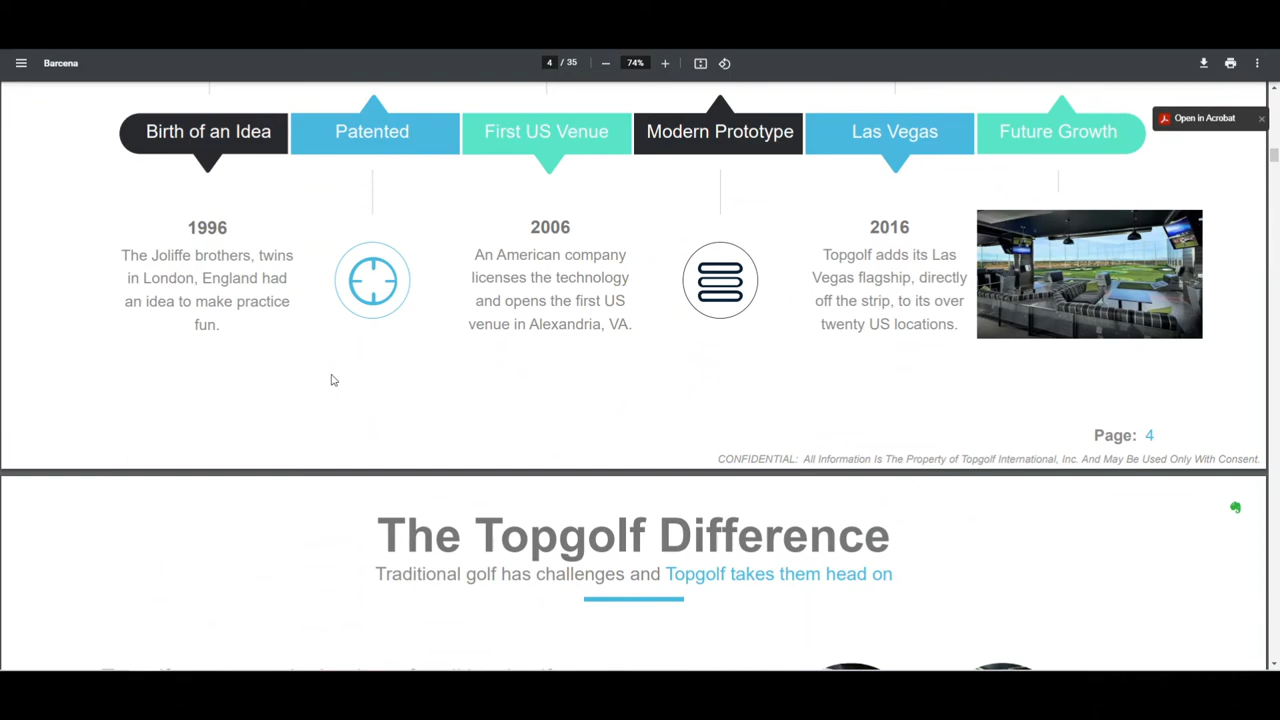 Barcena
4 / 35
74%
Open in Acrobat
Birth of an Idea
Patented
First US Venue
Modern Prototype
Las Vegas
Future Growth
1996
The Joliffe brothers, twins
in London, England had
an idea to make practice
fun.
2006
An American company
licenses the technology
and opens the first US
venue in Alexandria, VA.
2016
Topgolf adds its Las
Vegas flagship, directly
off the strip, to its over
twenty US locations.
Page: 4
CONFIDENTIAL: All Information Is The Property of Topgolf International, Inc. And May Be Used Only With Consent.
The Topgolf Difference
Traditional golf has challenges and Topgolf takes them head on